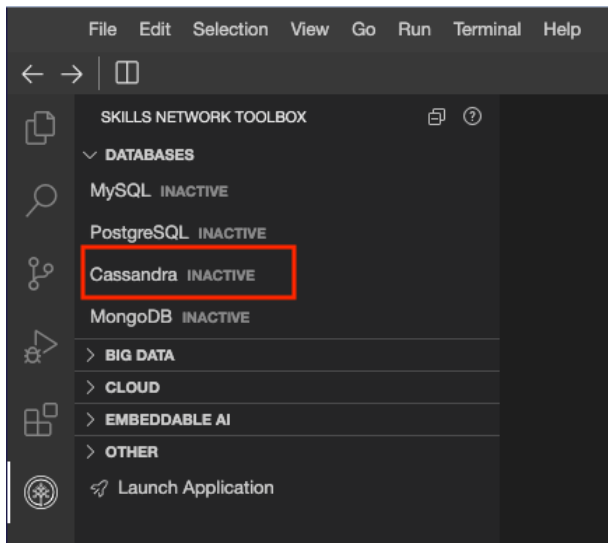 File Edit Selection View Go Run Terminal Help
SKILLS NETWORK TOOLBOX
DATABASES
MySQL INACTIVE
PostgreSQL INACTIVE
Cassandra INACTIVE
MongoDB INACTIVE
BIG DATA
CLOUD
EMBEDDABLE AI
OTHER
Launch Application